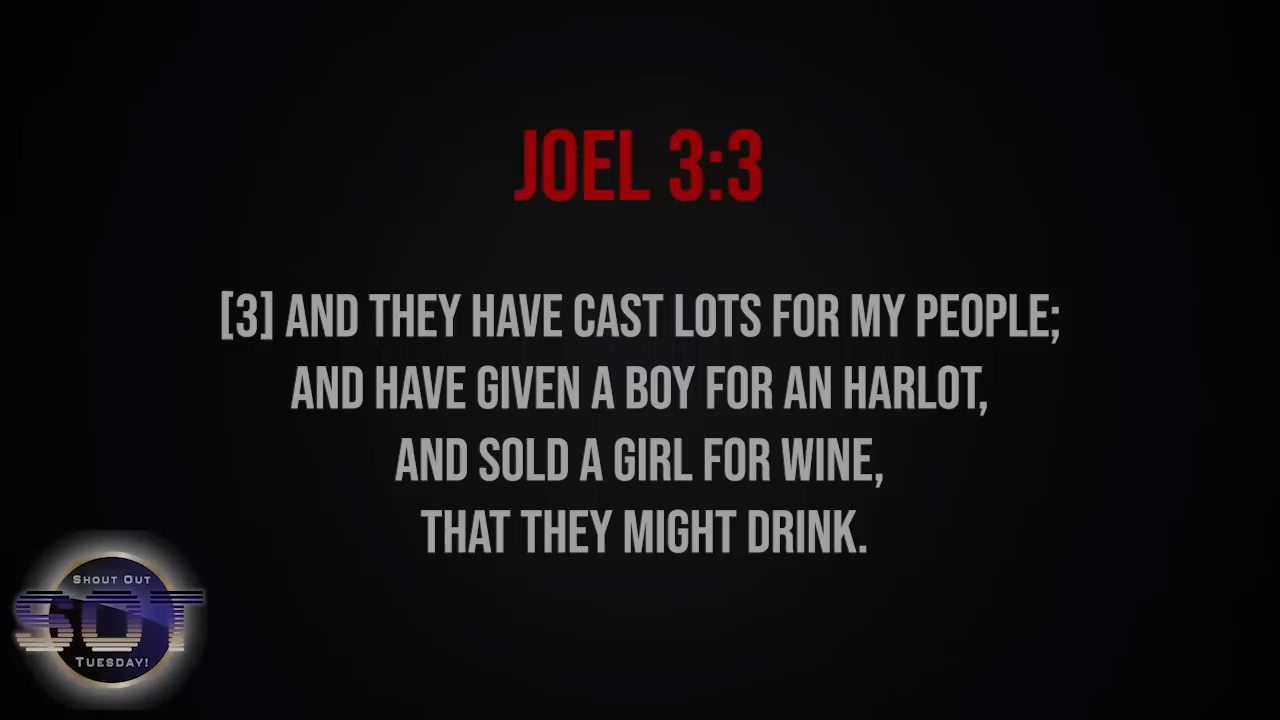 JOEL 3:3
[3] AND THEY HAVE CAST LOTS FOR MY PEOPLE;
AND HAVE GIVEN A BOY FOR AN HARLOT,
AND SOLD A GIRL FOR WINE,
THAT THEY MIGHT DRINK.
SHOUT OUT
SOT
TUESDAY!